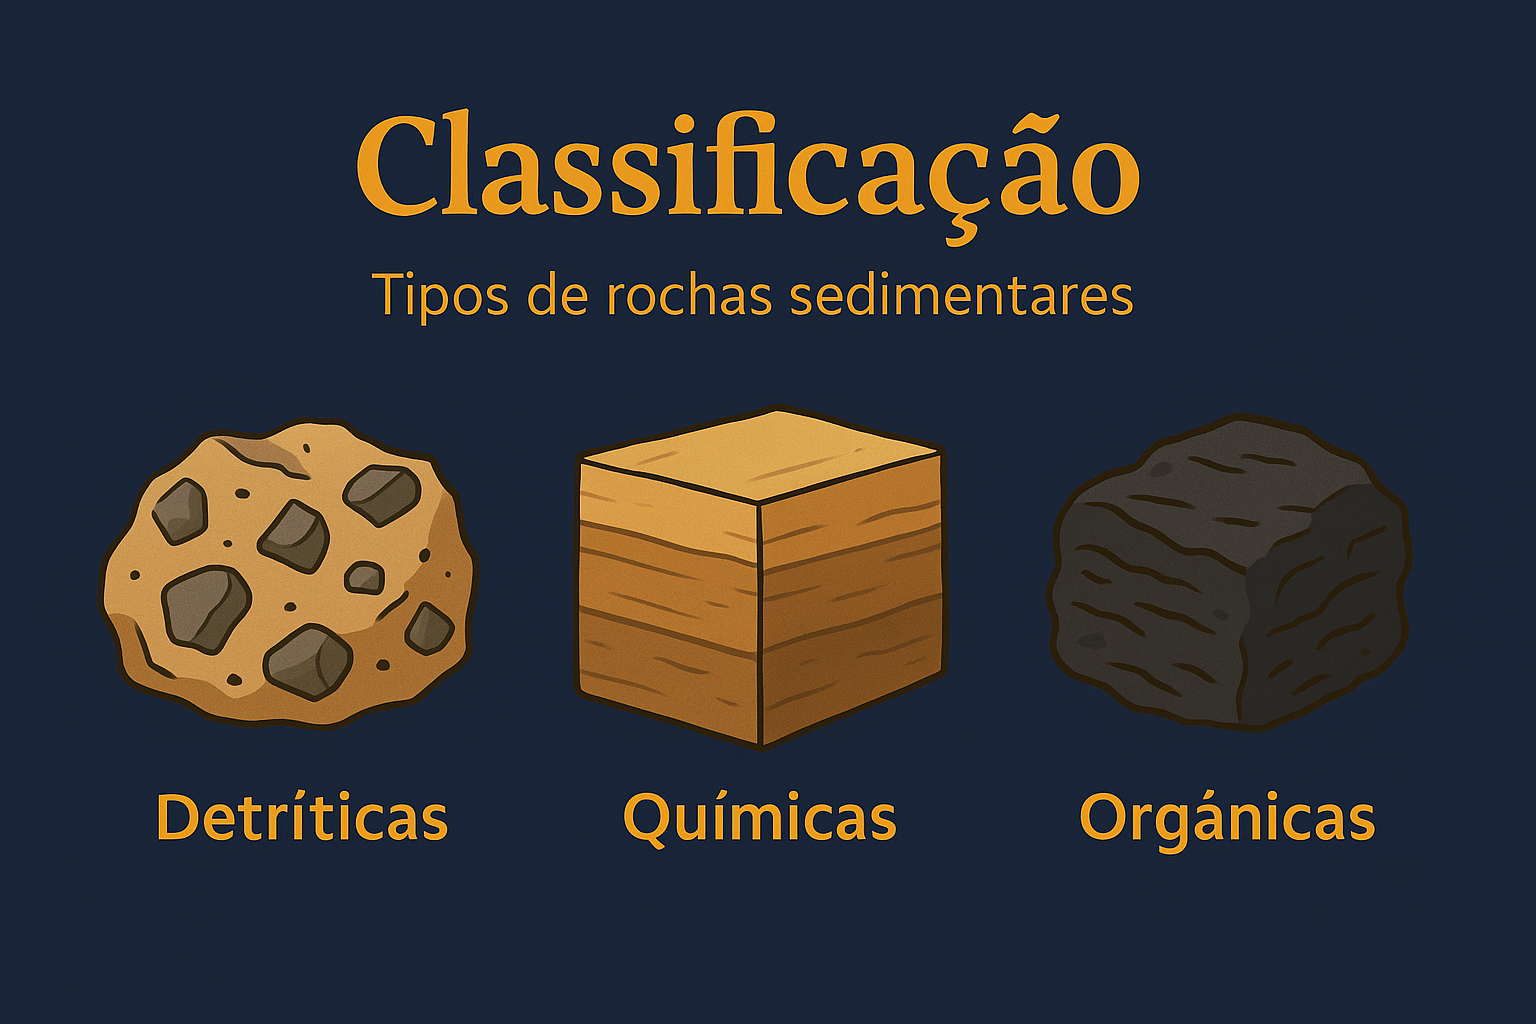 Classificação
Tipos de rochas sedimentares
Detríticas
Químicas
Orgánicas